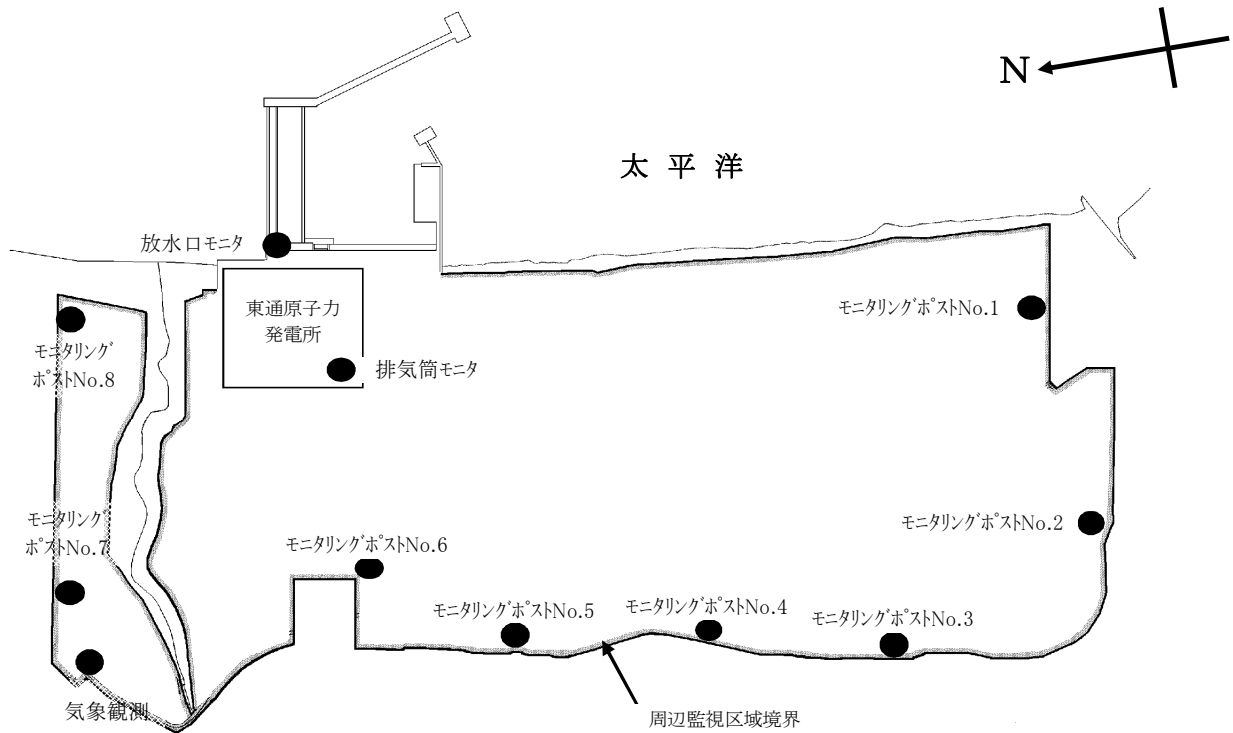 N
太平洋
放水口モニタ
モニタリングポストNo.1
東通原子力
発電所
モニタリング
ポストNo.8
排気筒モニタ
モニタリング
ポストNo.7
モニタリングポストNo.2
モニタリングポストNo.6
モニタリングポストNo.5
モニタリングポストNo.4
モニタリングポストNo.3
気象観測
周辺監視区域境界